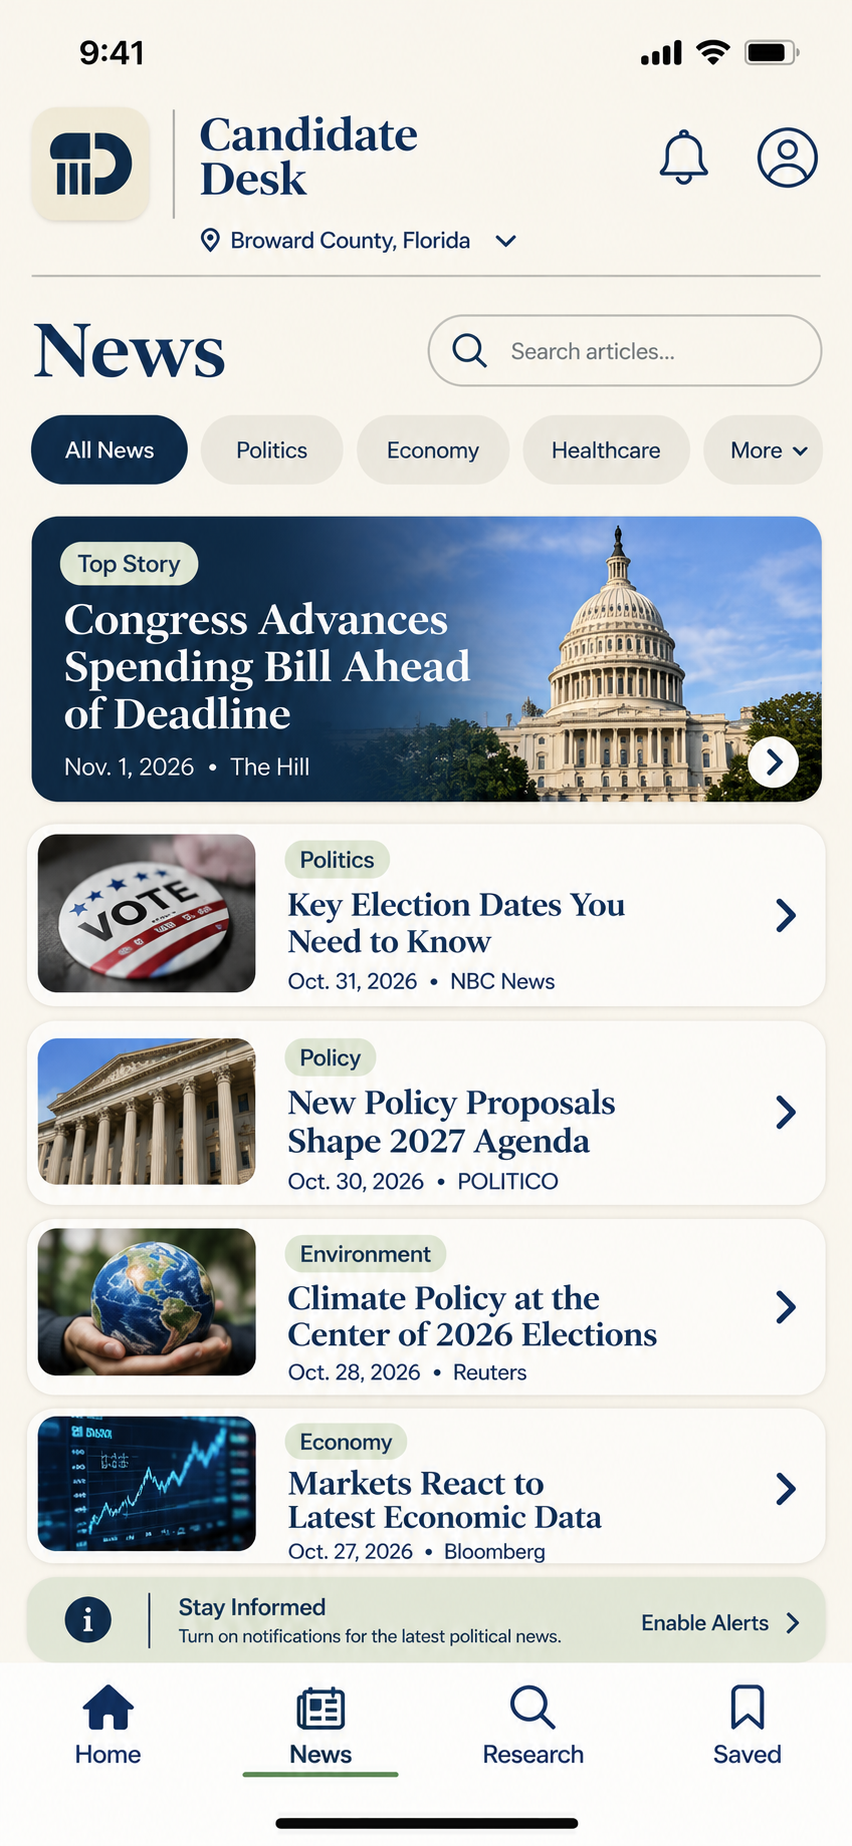 9:41
Candidate
Desk
Broward County, Florida
News
Search articles...
All News
Politics
Economy
Healthcare
More
Top Story
Congress Advances
Spending Bill Ahead
of Deadline
Nov. 1, 2026 • The Hill
VOTE
Politics
Key Election Dates You
Need to Know
Oct. 31, 2026 • NBC News
Policy
New Policy Proposals
Shape 2027 Agenda
Oct. 30, 2026 • POLITICO
Environment
Climate Policy at the
Center of 2026 Elections
Oct. 28, 2026 • Reuters
Economy
Markets React to
Latest Economic Data
Oct. 27, 2026 • Bloomberg
i
Stay Informed
Turn on notifications for the latest political news.
Enable Alerts
Home
News
Research
Saved